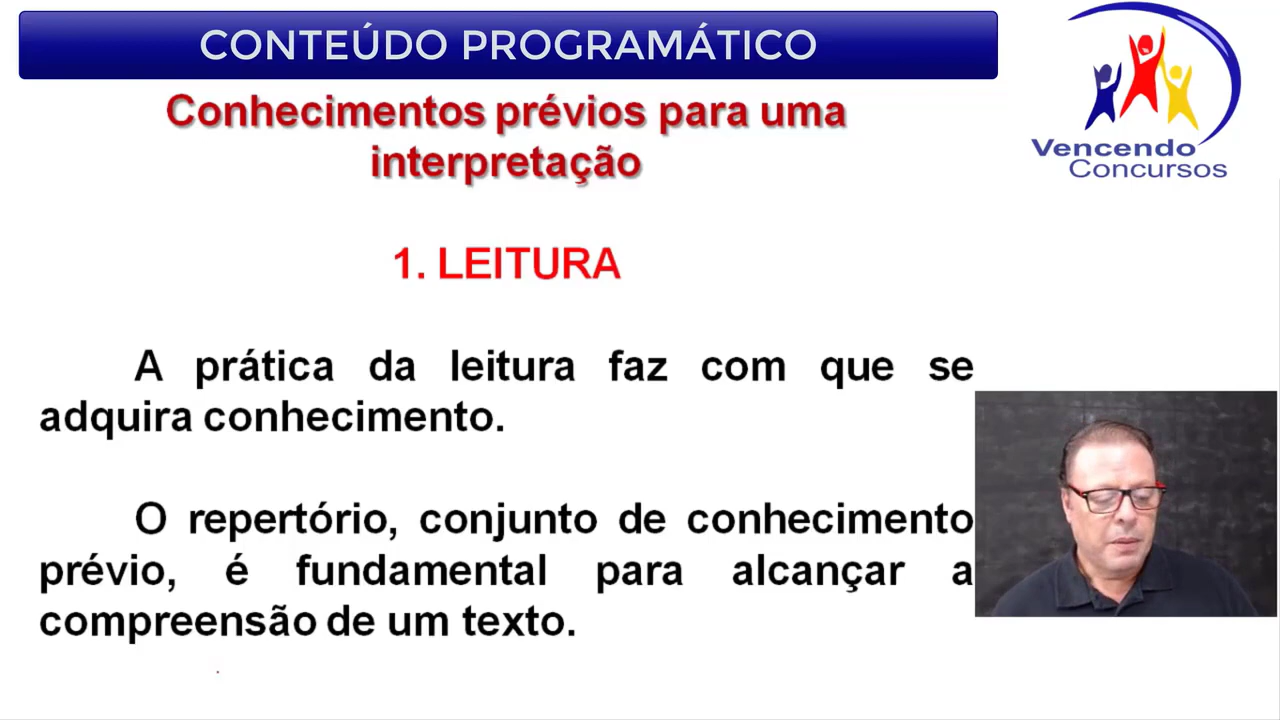 CONTEÚDO PROGRAMÁTICO
Conhecimentos prévios para uma
interpretação
Vencendo
Concursos
1. LEITURA
A prática da leitura faz com que se
adquira conhecimento.
O repertório, conjunto de conhecimento
prévio, é fundamental para alcançar a
compreensão de um texto.